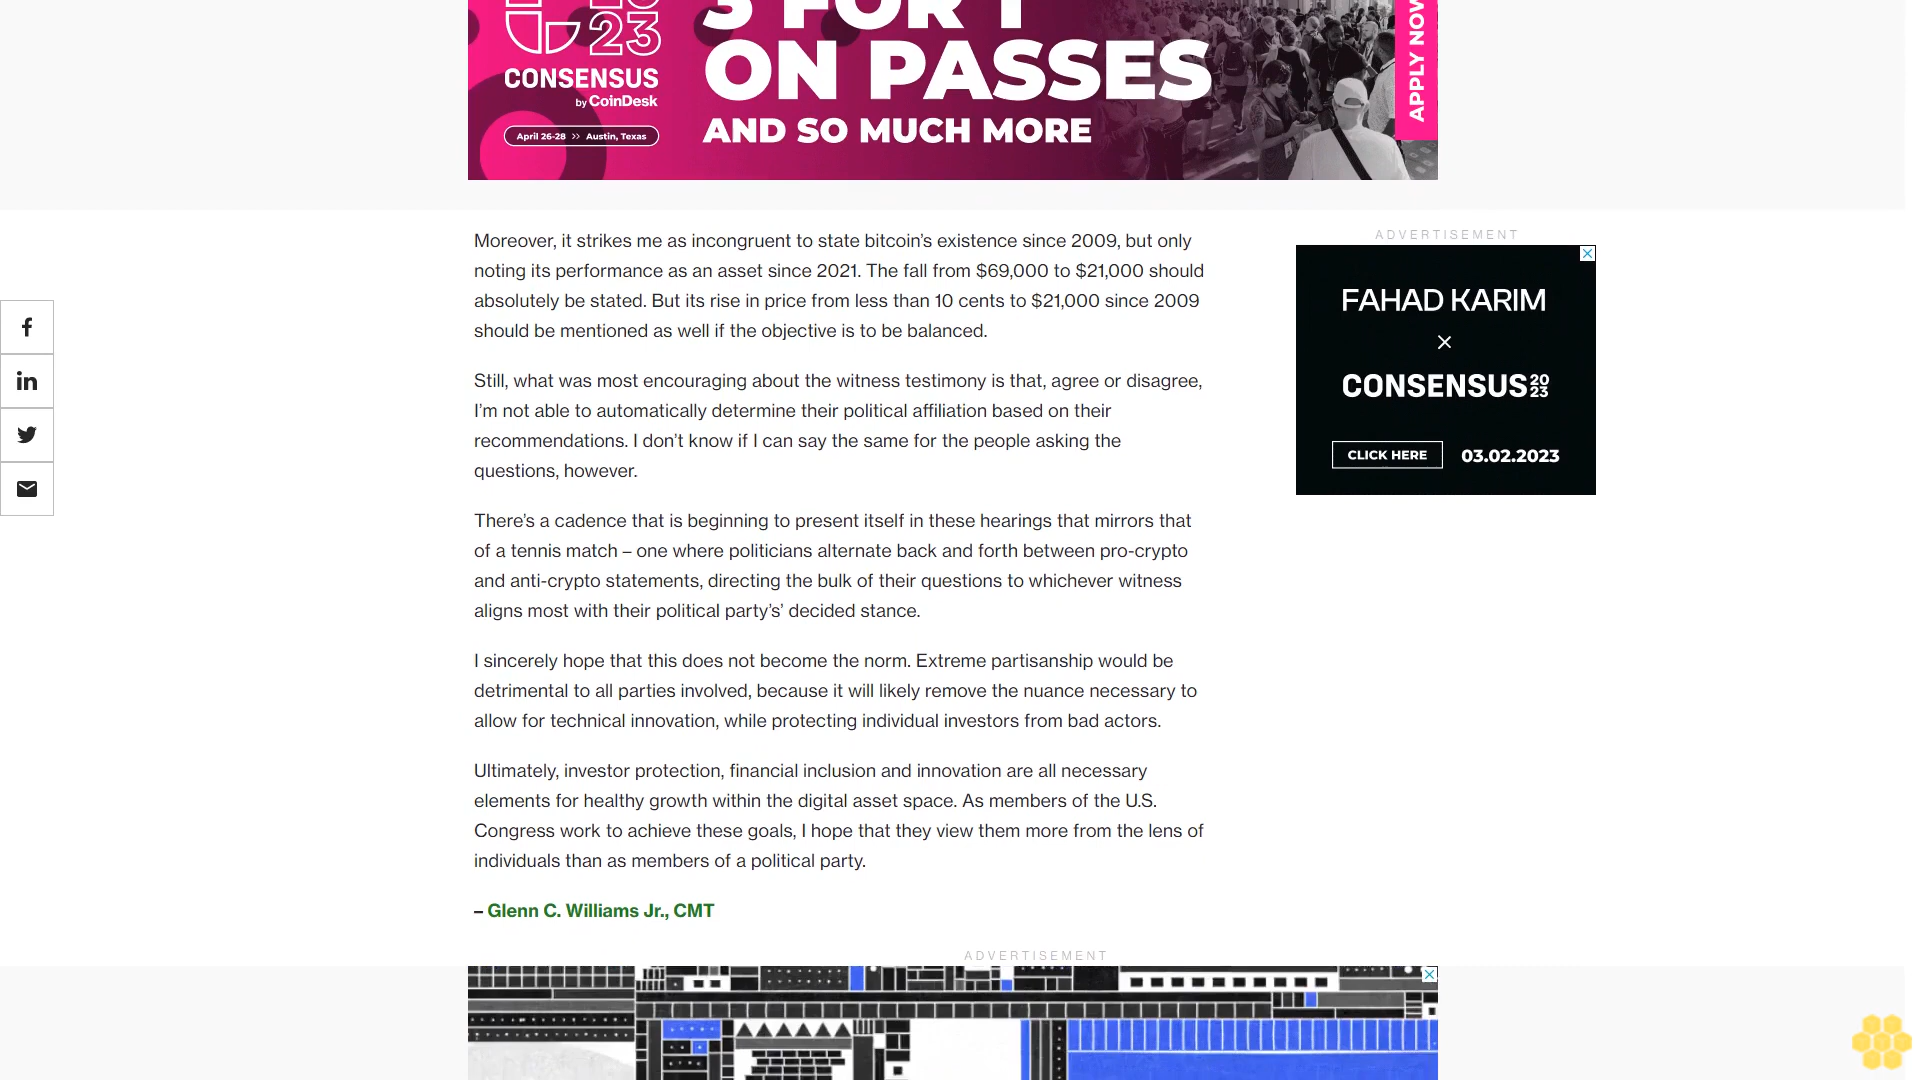 20
23
3 FOR 1
ON PASSES
AND SO MUCH MORE
CONSENSUS
by CoinDesk
April 26-28 >> Austin, Texas
APPLY NOW
Moreover, it strikes me as incongruent to state bitcoin’s existence since 2009, but only
noting its performance as an asset since 2021. The fall from $69,000 to $21,000 should
absolutely be stated. But its rise in price from less than 10 cents to $21,000 since 2009
should be mentioned as well if the objective is to be balanced.
Still, what was most encouraging about the witness testimony is that, agree or disagree,
I’m not able to automatically determine their political affiliation based on their
recommendations. I don’t know if I can say the same for the people asking the
questions, however.
There’s a cadence that is beginning to present itself in these hearings that mirrors that
of a tennis match – one where politicians alternate back and forth between pro-crypto
and anti-crypto statements, directing the bulk of their questions to whichever witness
aligns most with their political party’s’ decided stance.
I sincerely hope that this does not become the norm. Extreme partisanship would be
detrimental to all parties involved, because it will likely remove the nuance necessary to
allow for technical innovation, while protecting individual investors from bad actors.
Ultimately, investor protection, financial inclusion and innovation are all necessary
elements for healthy growth within the digital asset space. As members of the U.S.
Congress work to achieve these goals, I hope that they view them more from the lens of
individuals than as members of a political party.
– Glenn C. Williams Jr., CMT
ADVERTISEMENT
FAHAD KARIM
×
CONSENSUS 20
23
CLICK HERE
03.02.2023
ADVERTISEMENT